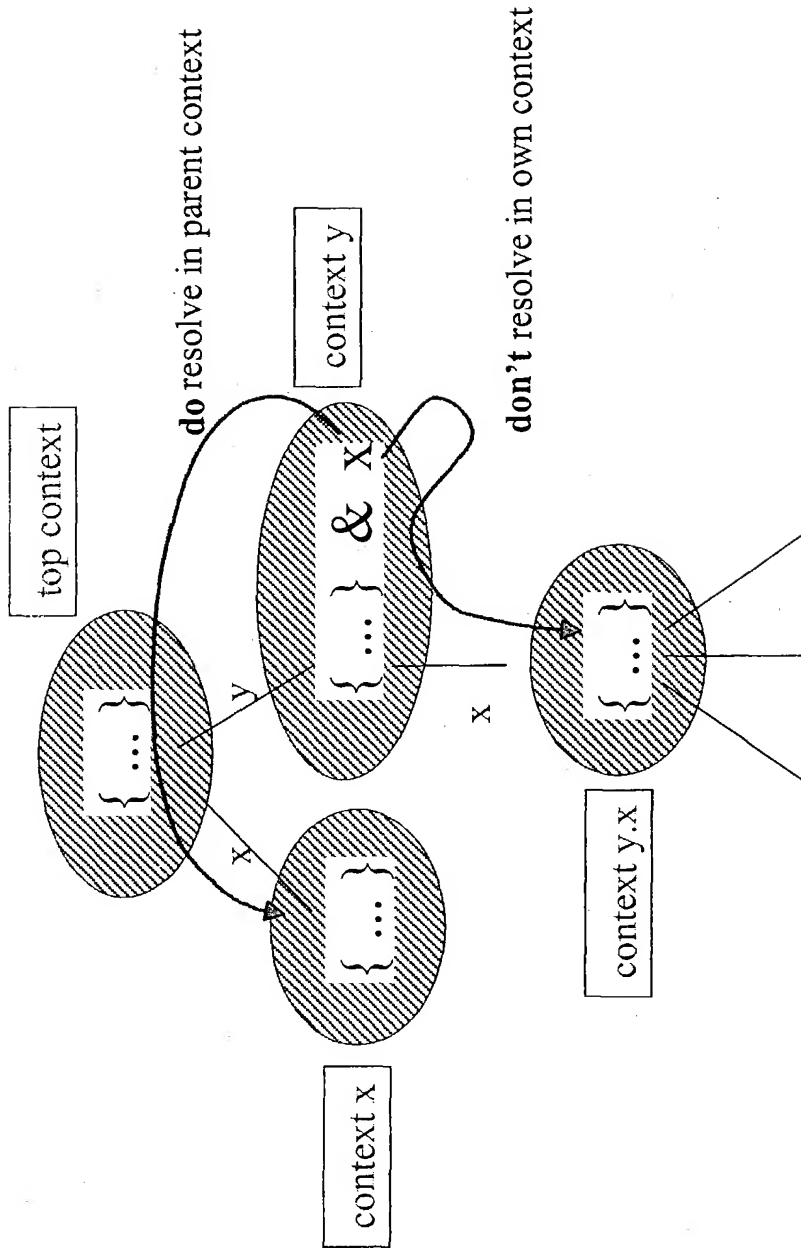 top context
{...}
do resolve in parent context
x
y
context x
{...}
{...} & x
context y
x
don't resolve in own context
context y.x
{...}